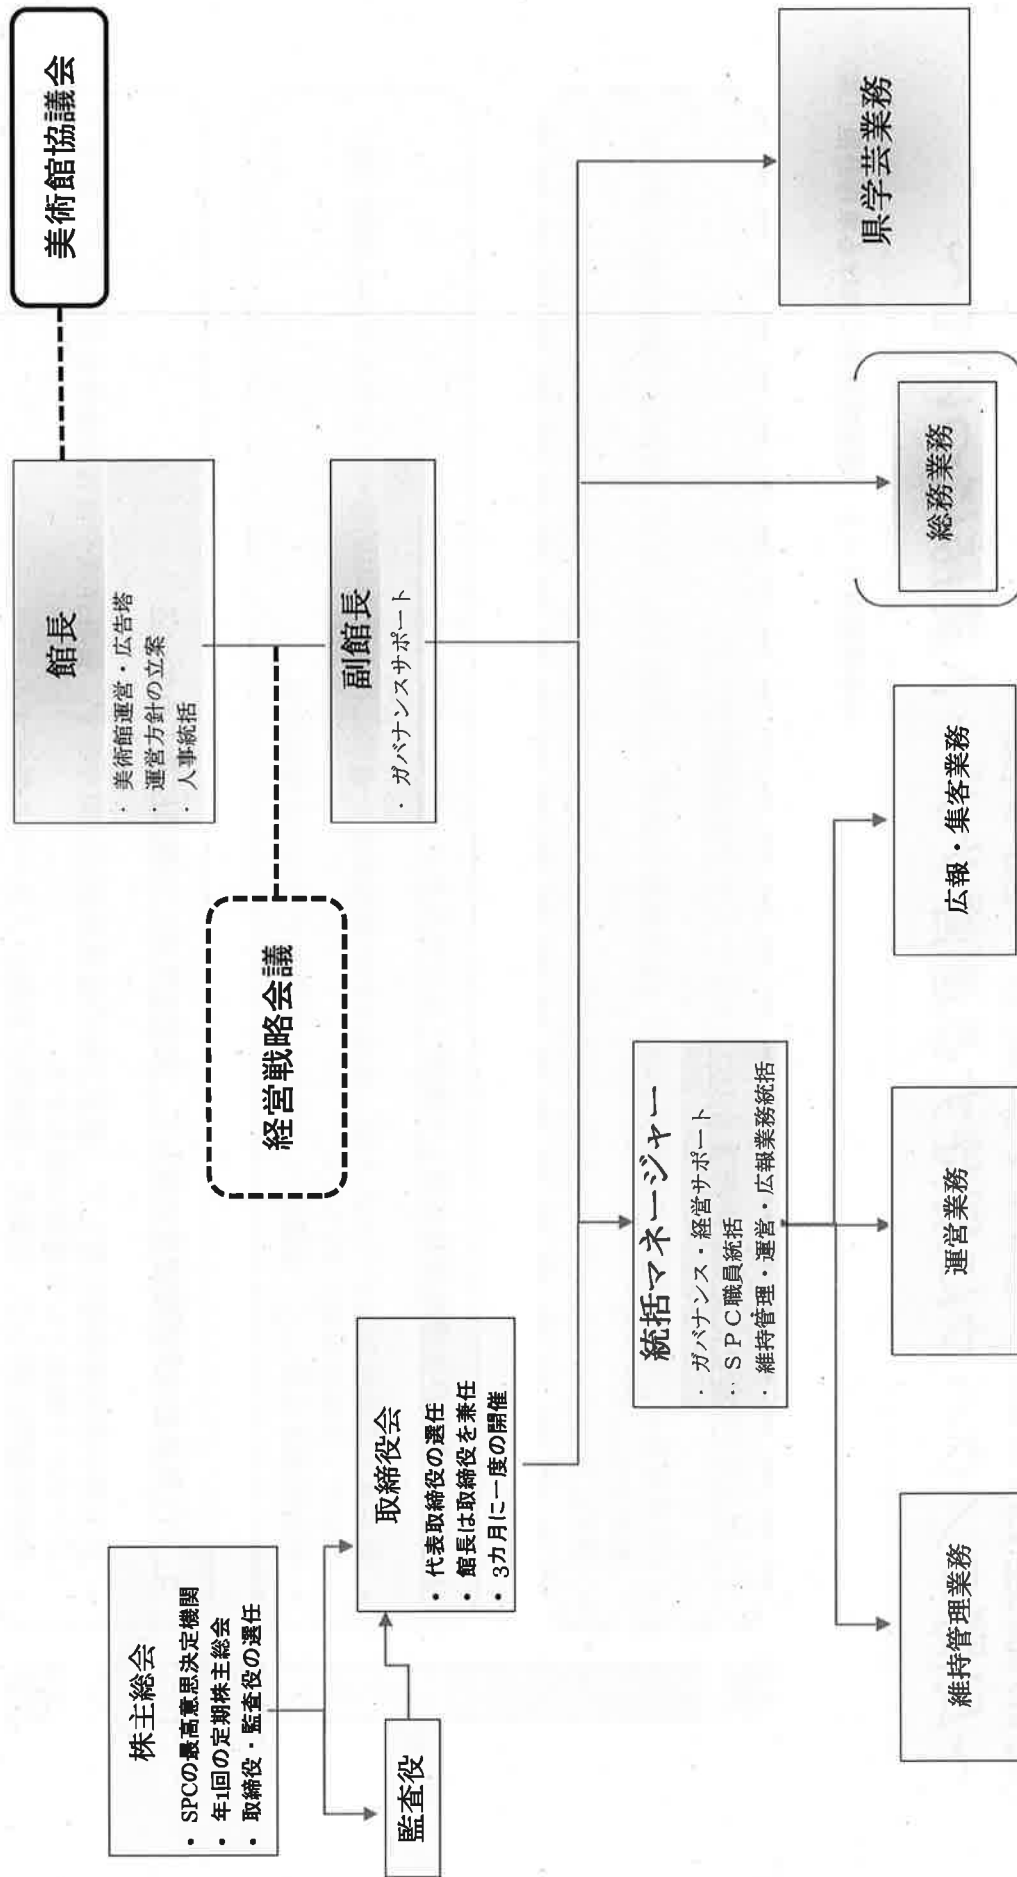 株主総会
・ SPCの最高意思決定機関
・ 年1回の定期株主総会
・ 取締役・監査役の選任
監査役
取締役会
・ 代表取締役の選任
・ 館長は取締役を兼任
・ 3カ月に一度の開催
経営戦略会議
館長
・ 美術館運営・広告塔
・ 運営方針の立案
・ 人事統括
美術館協議会
副館長
・ ガバナンスサポート
統括マネージャー
・ ガバナンス・経営サポート
・ SPC職員統括
・ 維持管理・運営・広報業務統括
維持管理業務
運営業務
広報・集客業務
総務業務
県学芸業務